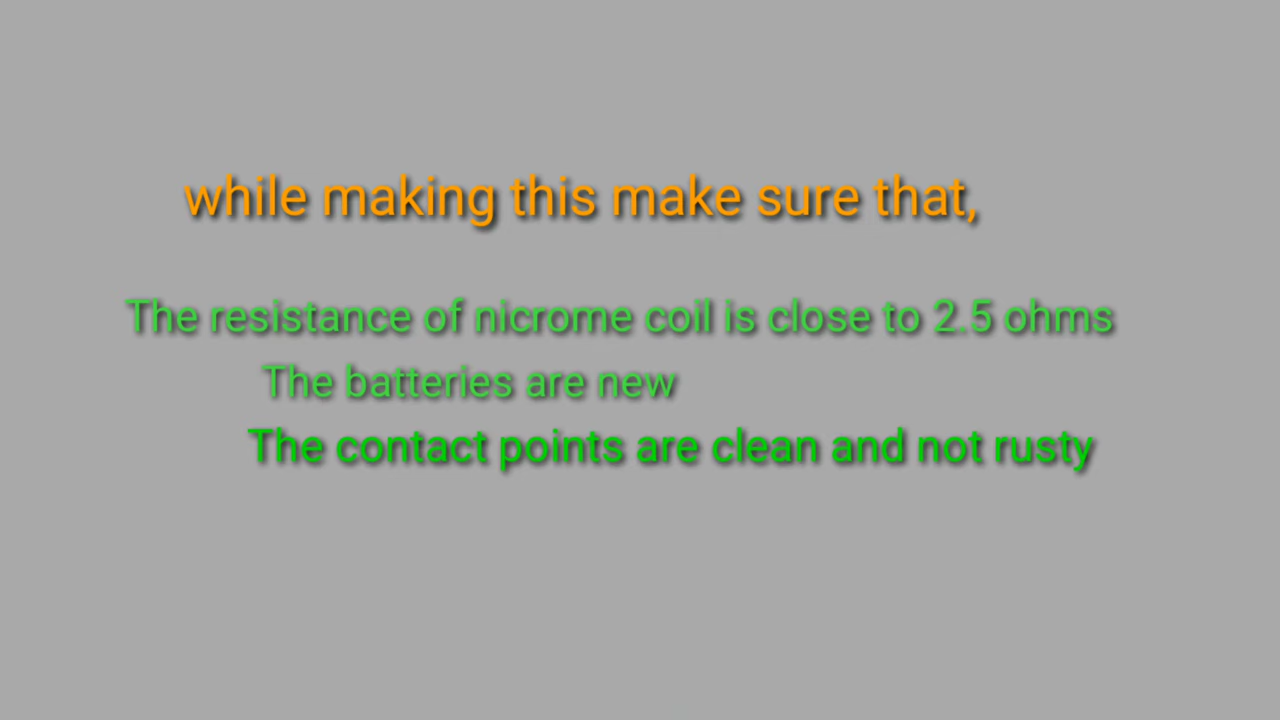 while making this make sure that,
The resistance of nicrome coil is close to 2.5 ohms
The batteries are new
The contact points are clean and not rusty